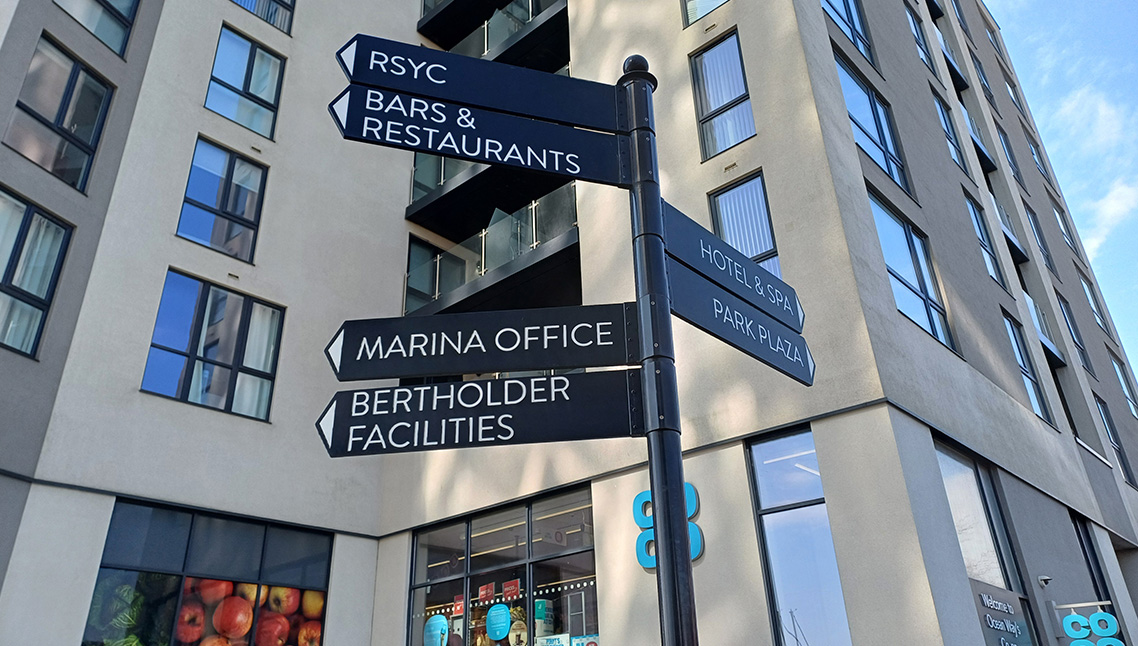 RSYC
BARS &
RESTAURANTS
HOTEL & SPA
PARK PLAZA
MARINA OFFICE
BERTHOLDER
FACILITIES
co
op
Welcome to
Ocean Way's
co